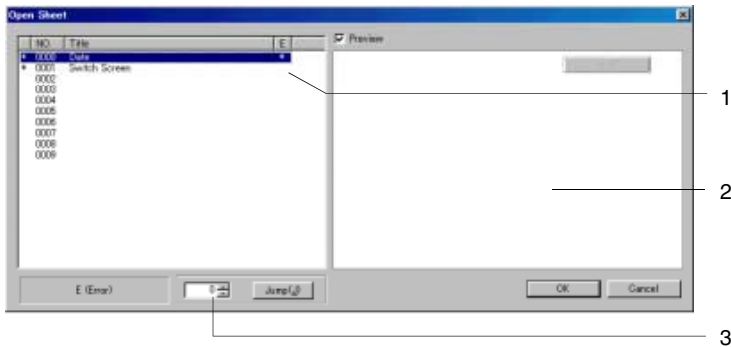 Open Sheet
NO. Title E
Preview
* 0000 Date *
* 0001 Switch Screen
0002
0003
0004
0005
0006
0007
0008
0009
1
2
E (Error)
0
Jump(J)
OK
Cancel
3